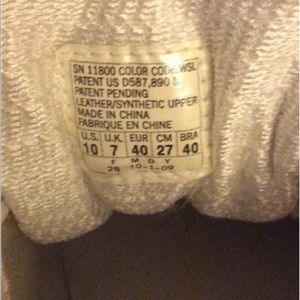 SN 11800 COLOR CODE: WSL
PATENT US D587,890 S
PATENT PENDING
LEATHER/SYNTHETIC UPPER
MADE IN CHINA
FABRIQUE EN CHINE
U.S. U.K. EUR CM BRA
10 7 40 27 40
F M D Y
26 10-1-09